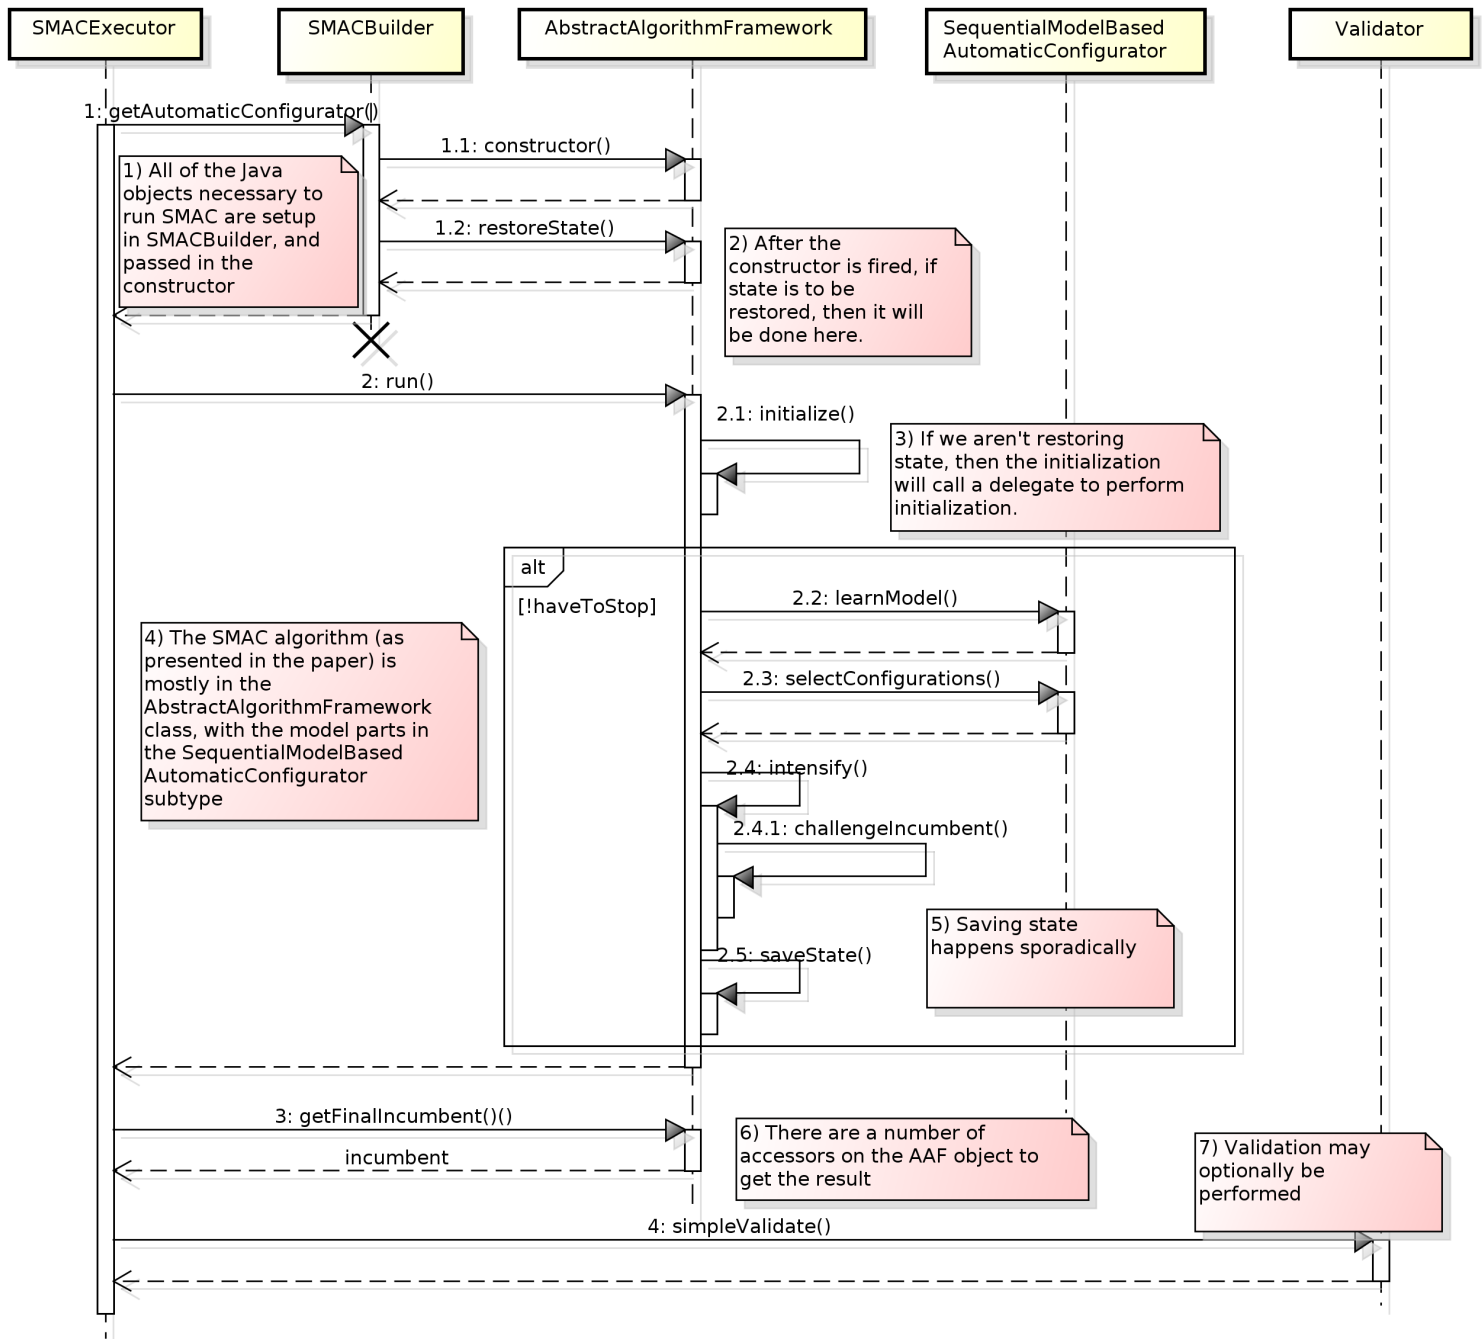 SMACExecutor
SMACBuilder
AbstractAlgorithmFramework
SequentialModelBased
AutomaticConfigurator
Validator
1: getAutomaticConfigurator()
1.1: constructor()
1) All of the Java
objects necessary to
run SMAC are setup
in SMACBuilder, and
passed in the
constructor
1.2: restoreState()
2) After the
constructor is fired, if
state is to be
restored, then it will
be done here.
2: run()
2.1: initialize()
3) If we aren't restoring
state, then the initialization
will call a delegate to perform
initialization.
alt
[!haveToStop]
2.2: learnModel()
4) The SMAC algorithm (as
presented in the paper) is
mostly in the
AbstractAlgorithmFramework
class, with the model parts in
the SequentialModelBased
AutomaticConfigurator
subtype
2.3: selectConfigurations()
2.4: intensify()
2.4.1: challengeIncumbent()
5) Saving state
happens sporadically
2.5: saveState()
3: getFinalIncumbent()()
incumbent
6) There are a number of
accessors on the AAF object to
get the result
7) Validation may
optionally be
performed
4: simpleValidate()